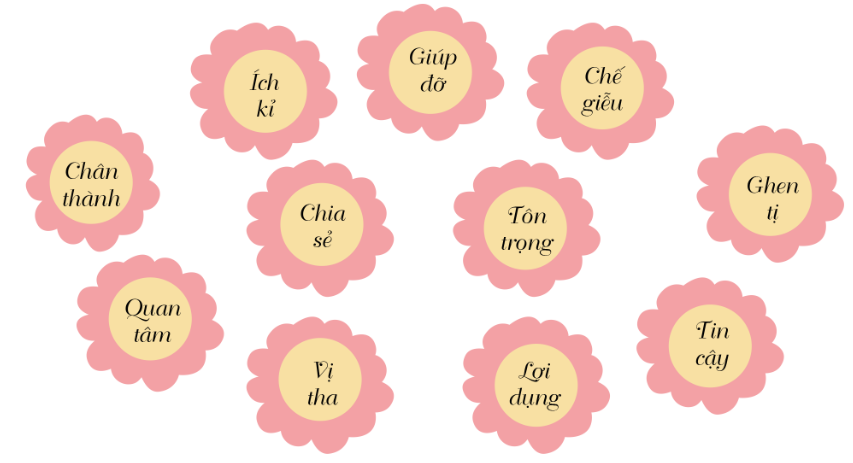 Ích
kỉ
Giúp
đỡ
Chế
giễu
Chân
thành
Chia
sẻ
Tôn
trọng
Ghen
tị
Quan
tâm
Vị
tha
Lợi
dụng
Tin
cậy